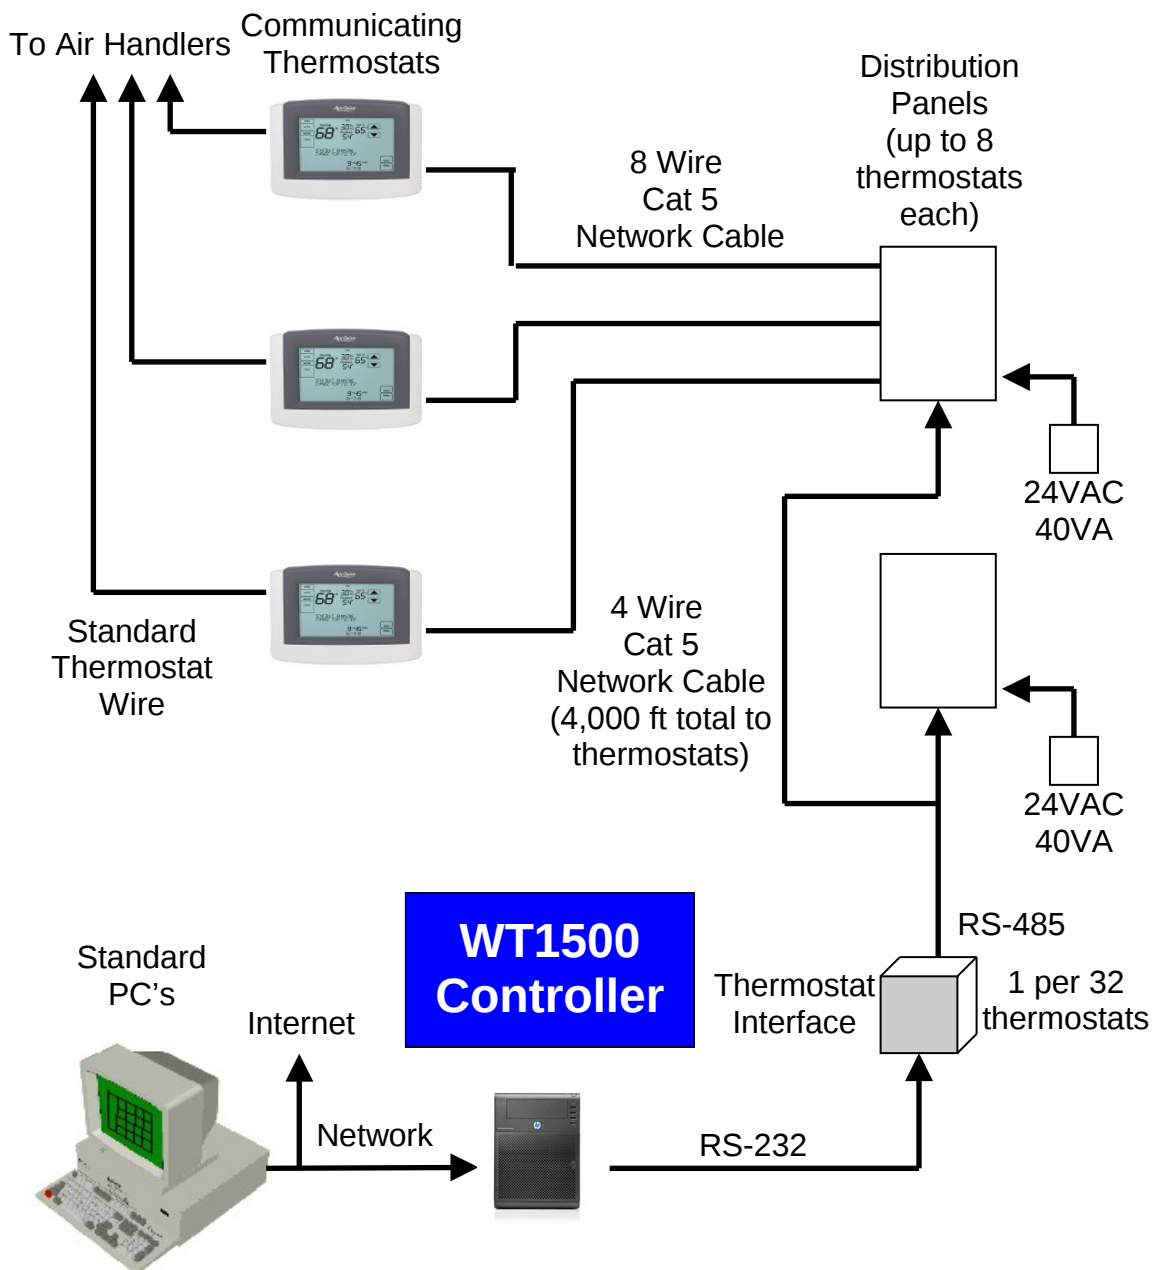 To Air Handlers
Communicating
Thermostats
Distribution
Panels
(up to 8
thermostats
each)
8 Wire
Cat 5
Network Cable
24VAC
40VA
Standard
Thermostat
Wire
4 Wire
Cat 5
Network Cable
(4,000 ft total to
thermostats)
24VAC
40VA
WT1500
Controller
RS-485
Thermostat
Interface
1 per 32
thermostats
Standard
PC’s
Internet
Network
RS-232